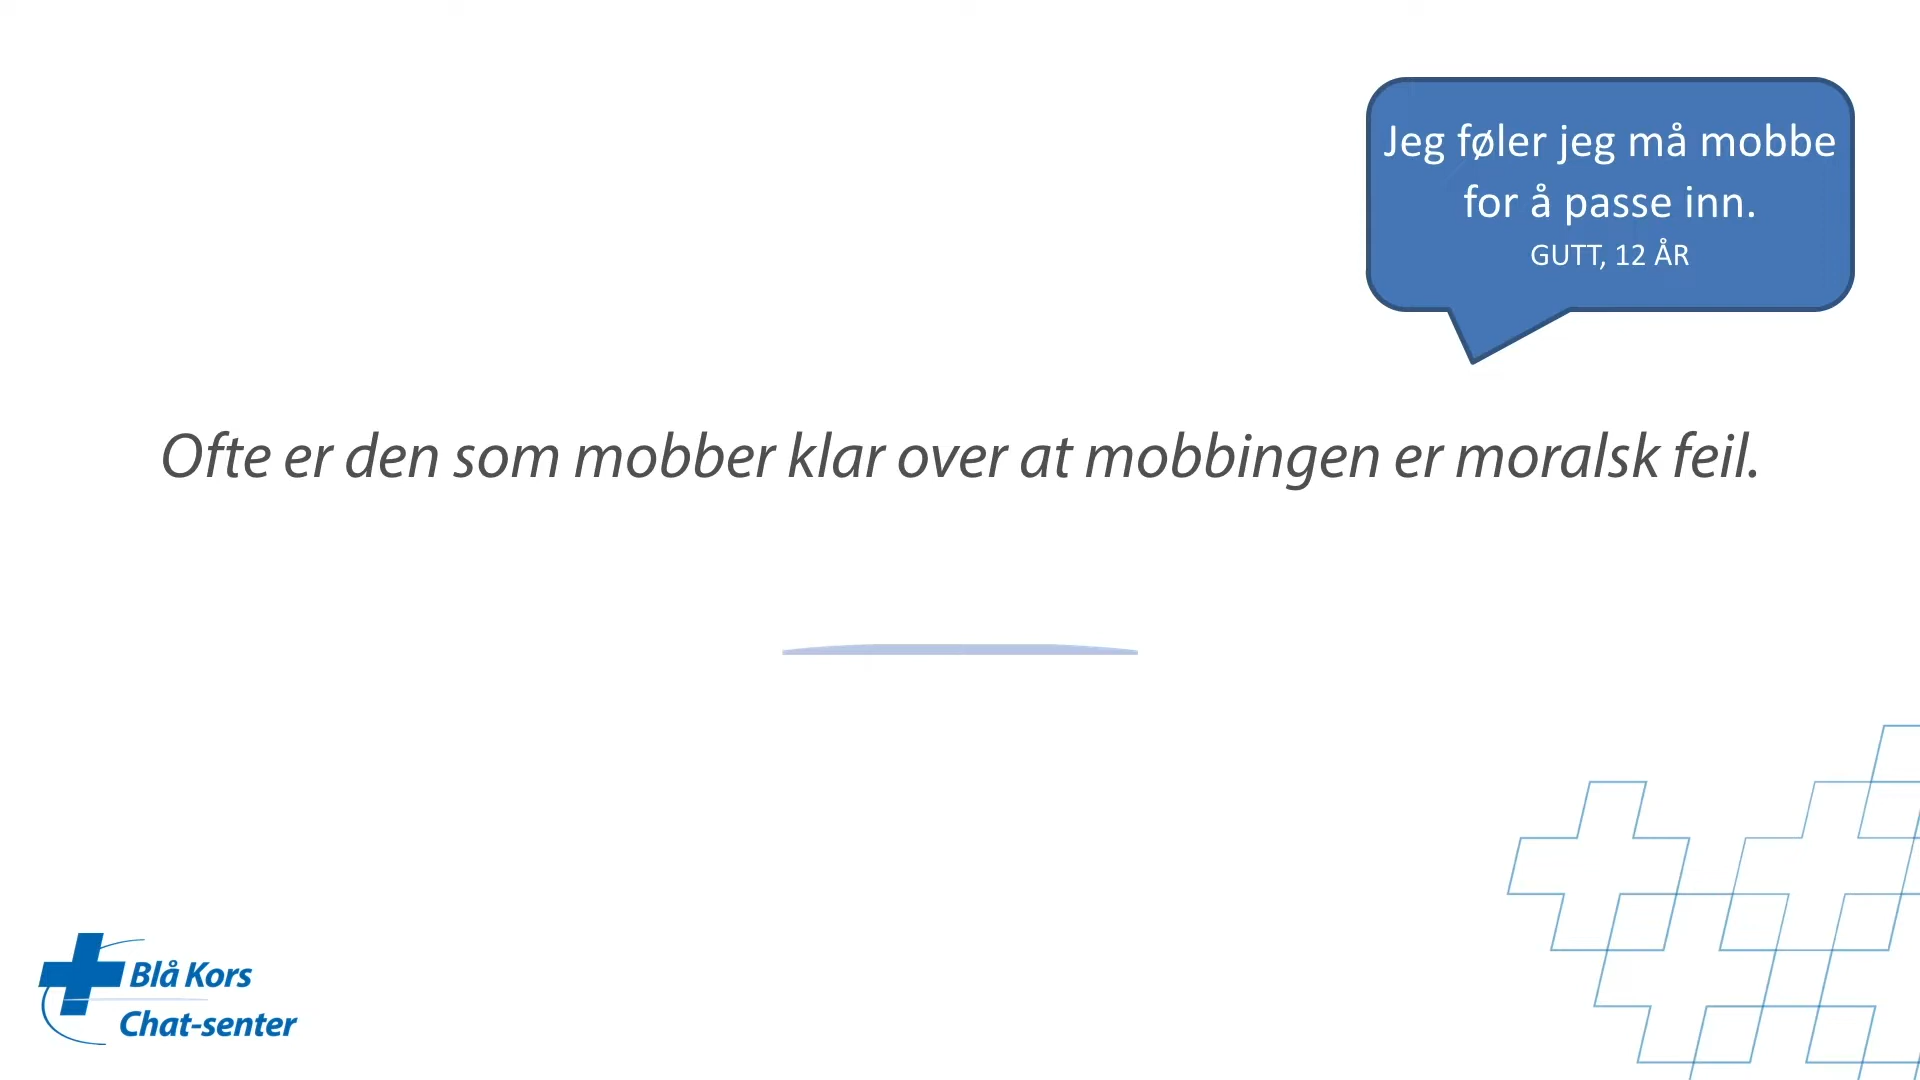 Jeg føler jeg må mobbe
for å passe inn.
GUTT, 12 ÅR
Ofte er den som mobber klar over at mobbingen er moralsk feil.
Blå Kors
Chat-senter